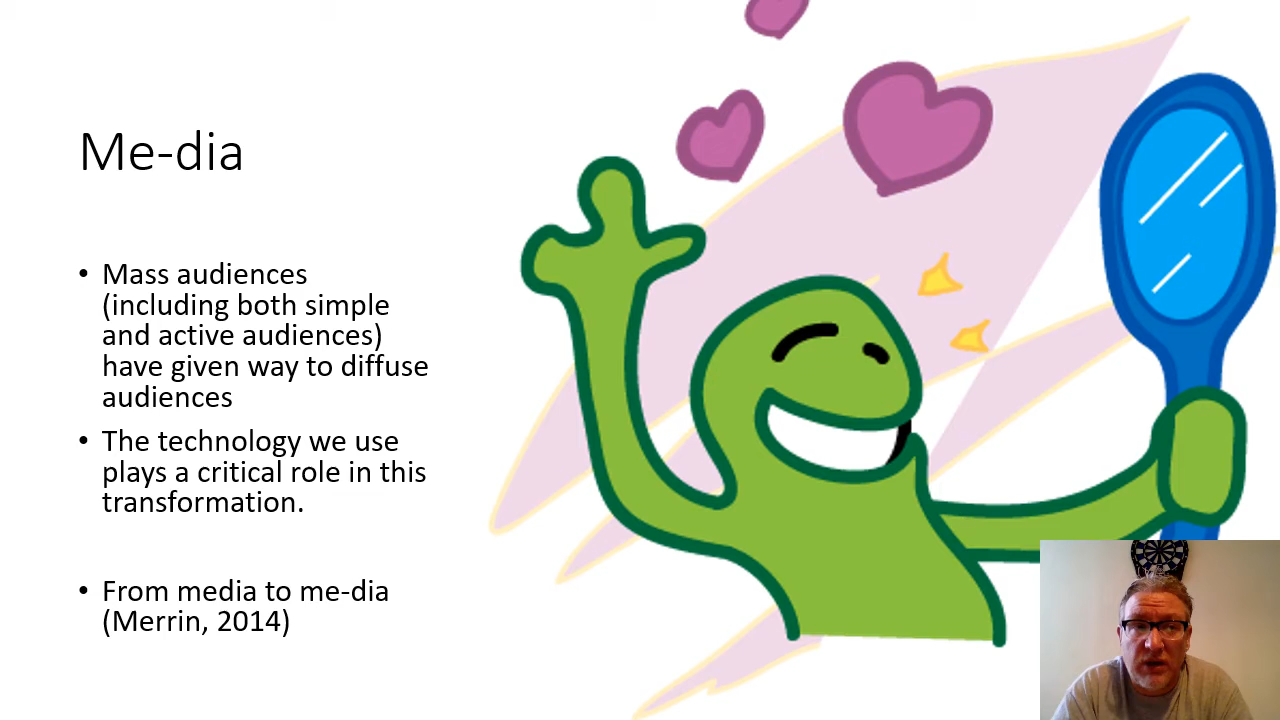 Me-dia
• Mass audiences
(including both simple
and active audiences)
have given way to diffuse
audiences
• The technology we use
plays a critical role in this
transformation.
• From media to me-dia
(Merrin, 2014)